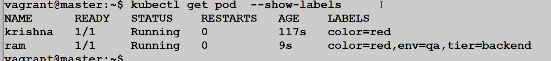 vagrant@master:~$ kubectl get pod --show-labels
NAME READY STATUS RESTARTS AGE LABELS
krishna 1/1 Running 0 117s color=red
ram 1/1 Running 0 9s color=red,env=qa,tier=backend
vagrant@master:~$